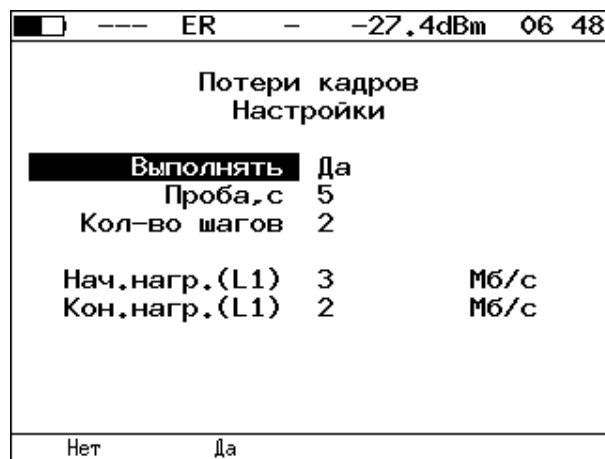 --- ER - -27.4dBm 06 48
Потери кадров
Настройки
Выполнять Да
Проба,с 5
Кол-во шагов 2
Нач.нагр.(L1) 3 Мб/с
Кон.нагр.(L1) 2 Мб/с
Нет Да